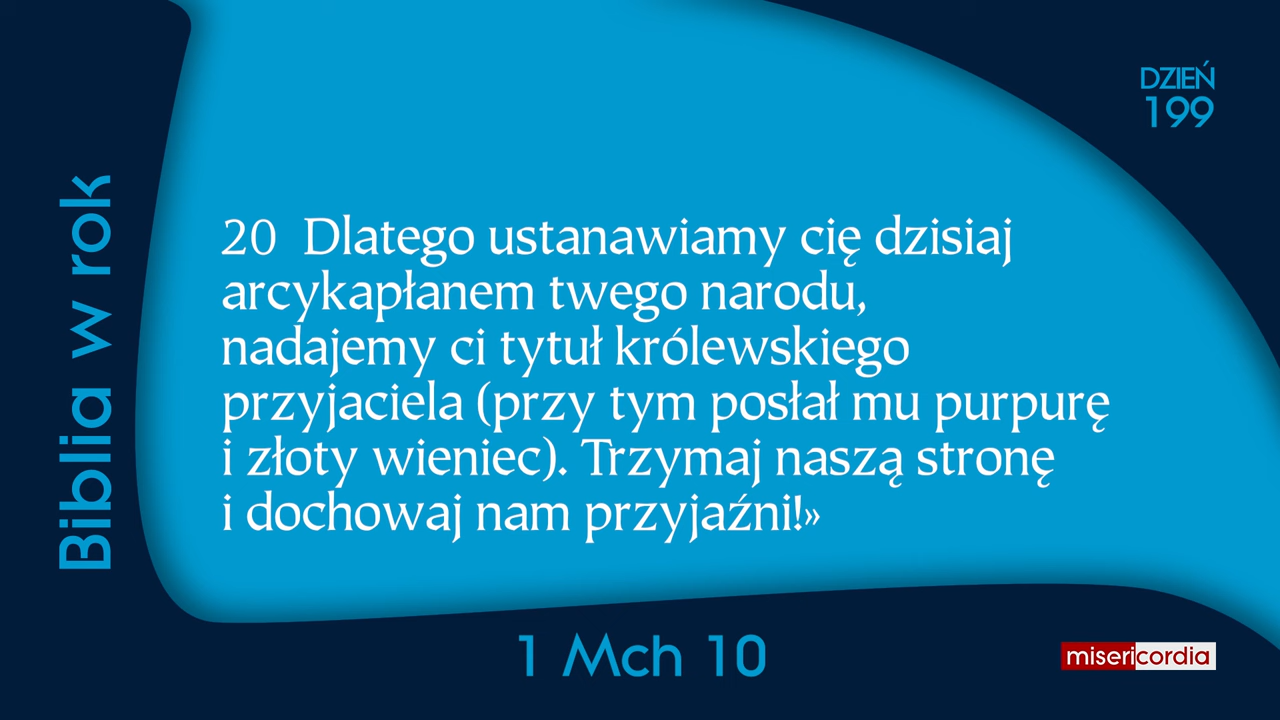 DZIEŃ
199
Biblia w rok
20 Dlatego ustanawiamy cię dzisiaj
arcykapłanem twego narodu,
nadajemy ci tytuł królewskiego
przyjaciela (przy tym posłał mu purpurę
i złoty wieniec). Trzymaj naszą stronę
i dochowaj nam przyjaźni!»
1 Mch 10
misericordia